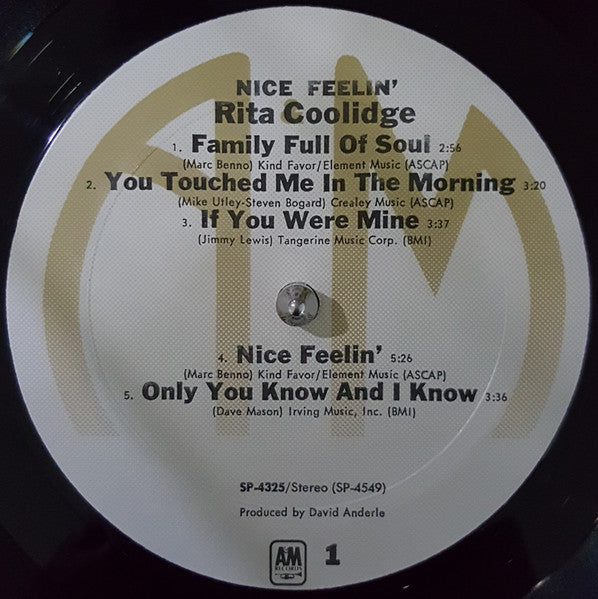 NICE FEELIN'
Rita Coolidge
1. Family Full Of Soul 2:56
(Marc Benno) Kind Favor/Element Music (ASCAP)
2. You Touched Me In The Morning 3:20
(Mike Utley-Steven Bogard) Crealey Music (ASCAP)
3. If You Were Mine 3:37
(Jimmy Lewis) Tangerine Music Corp. (BMI)
4. Nice Feelin' 5:26
(Marc Benno) Kind Favor/Element Music (ASCAP)
5. Only You Know And I Know 3:36
(Dave Mason) Irving Music, Inc. (BMI)
SP-4325/Stereo (SP-4549)
Produced by David Anderle
A&M
RECORDS
1